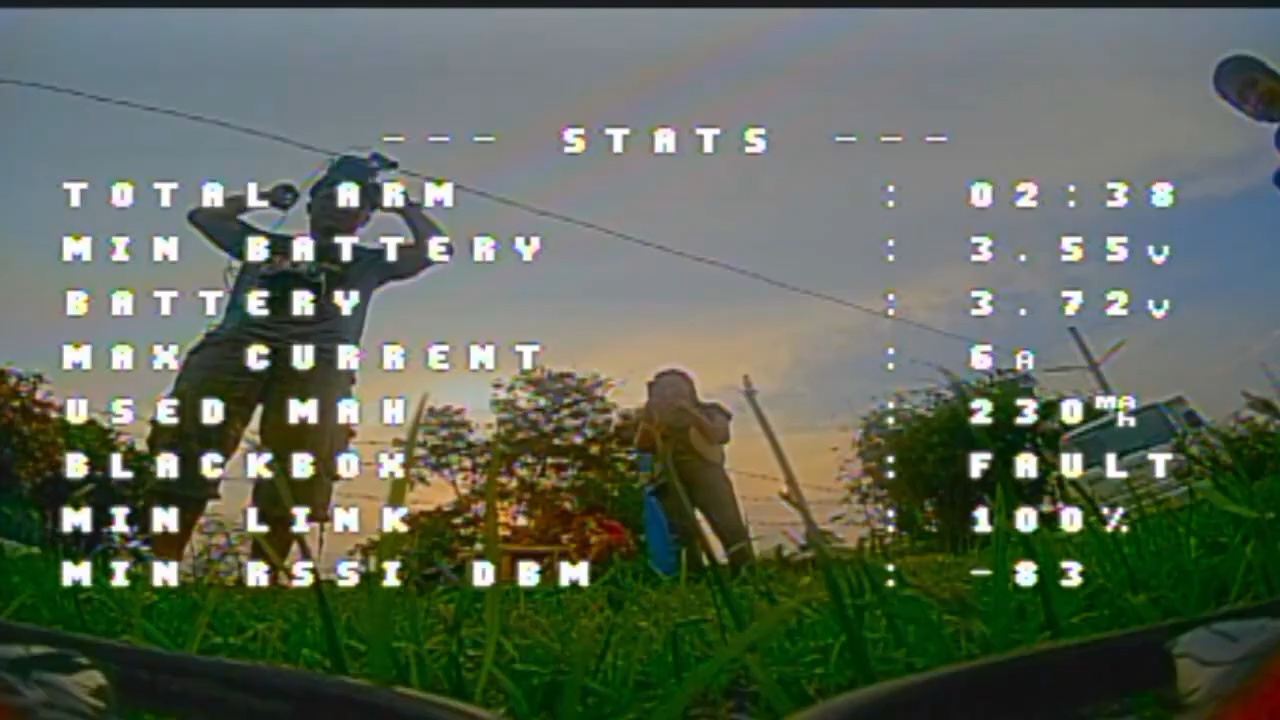 --- STATS ---
TOTAL ARM : 02:38
MIN BATTERY : 3.55V
BATTERY : 3.72V
MAX CURRENT : 6A
USED MAH : 230mAh
BLACKBOX : FAULT
MIN LINK : 100%
MIN RSSI DBM : -83